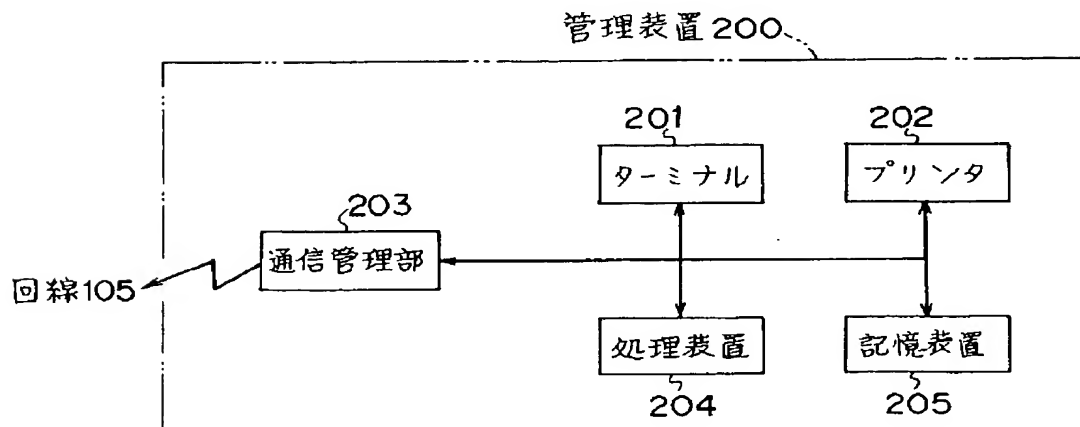 管理装置200
201
ターミナル
202
プリンタ
203
通信管理部
回線105
処理装置
204
記憶装置
205